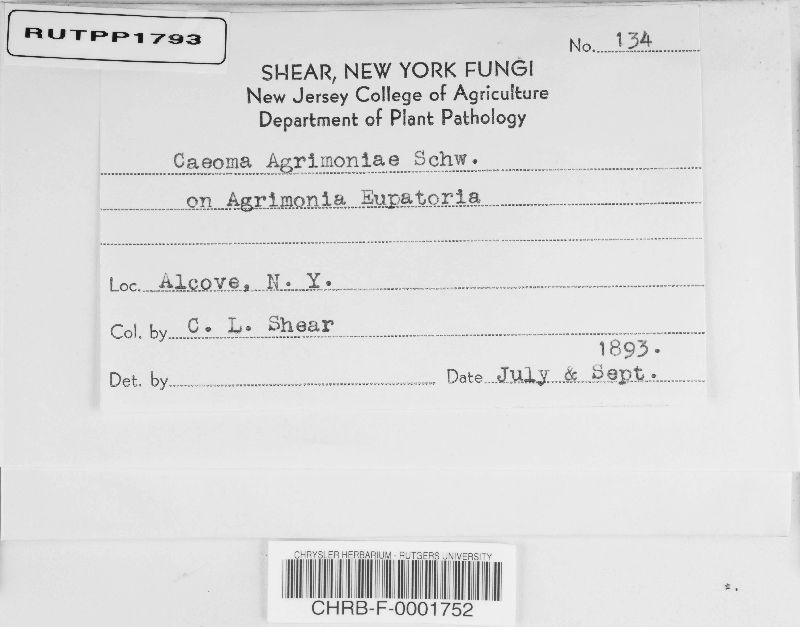 RUTPP1793
No. 134
SHEAR, NEW YORK FUNGI
New Jersey College of Agriculture
Department of Plant Pathology
Caeoma Agrimoniae Schw.
on Agrimonia Eupatoria
Loc. Alcove, N. Y.
Col. by C. L. Shear
1893.
Det. by Date July & Sept.
CHRYSLER HERBARIUM - RUTGERS UNIVERSITY
CHRB-F-0001752